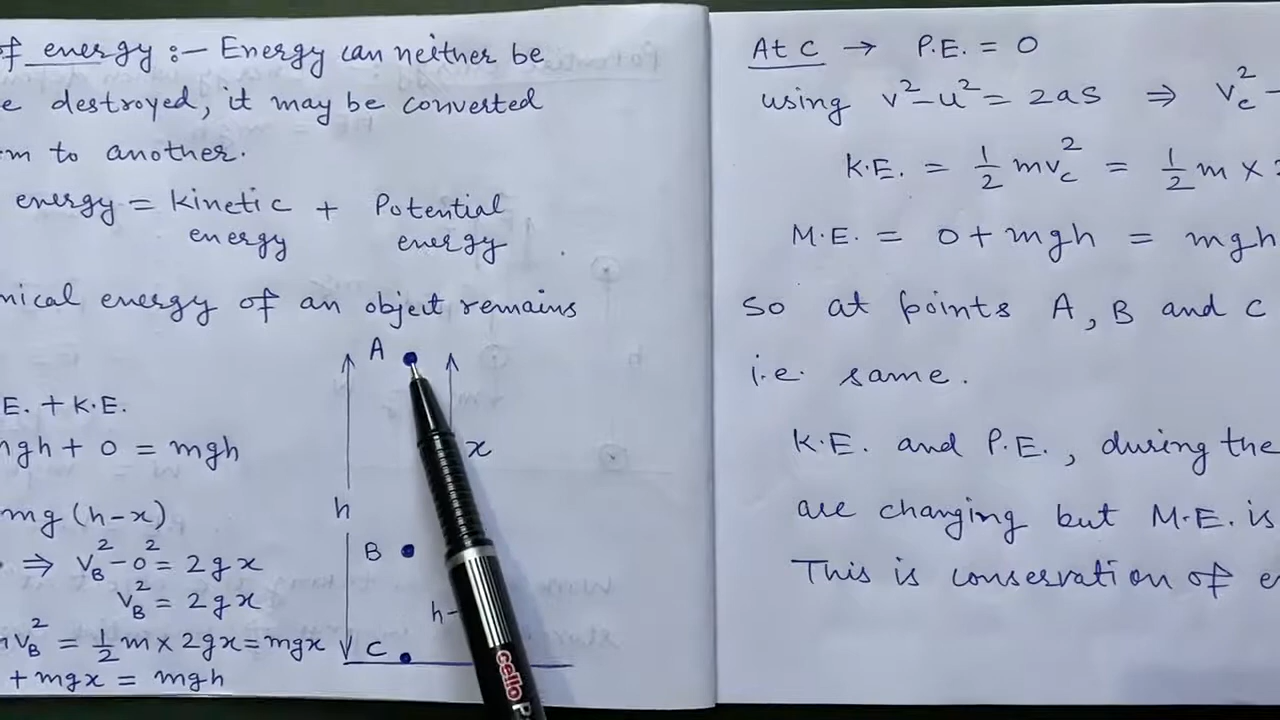 of energy :— Energy can neither be
e destroyed, it may be converted
m to another.
energy = kinetic + Potential
energy energy
nical energy of an object remains
A
E. + K.E.
mgh + 0 = mgh
x
mg (h-x)
h
⇒ v_B² - 0² = 2gx
B
v_B² = 2gx
h-
v_B² = 1/2 m × 2gx = mgx
C
+ mgx = mgh
cello
At C → P.E. = 0
using v² - u² = 2as ⇒ v_c² -
K.E. = 1/2 mv_c² = 1/2 m ×
M.E. = 0 + mgh = mgh
So at points A, B and C
i.e. same.
K.E. and P.E., during the
are changing but M.E. is
This is conservation of e